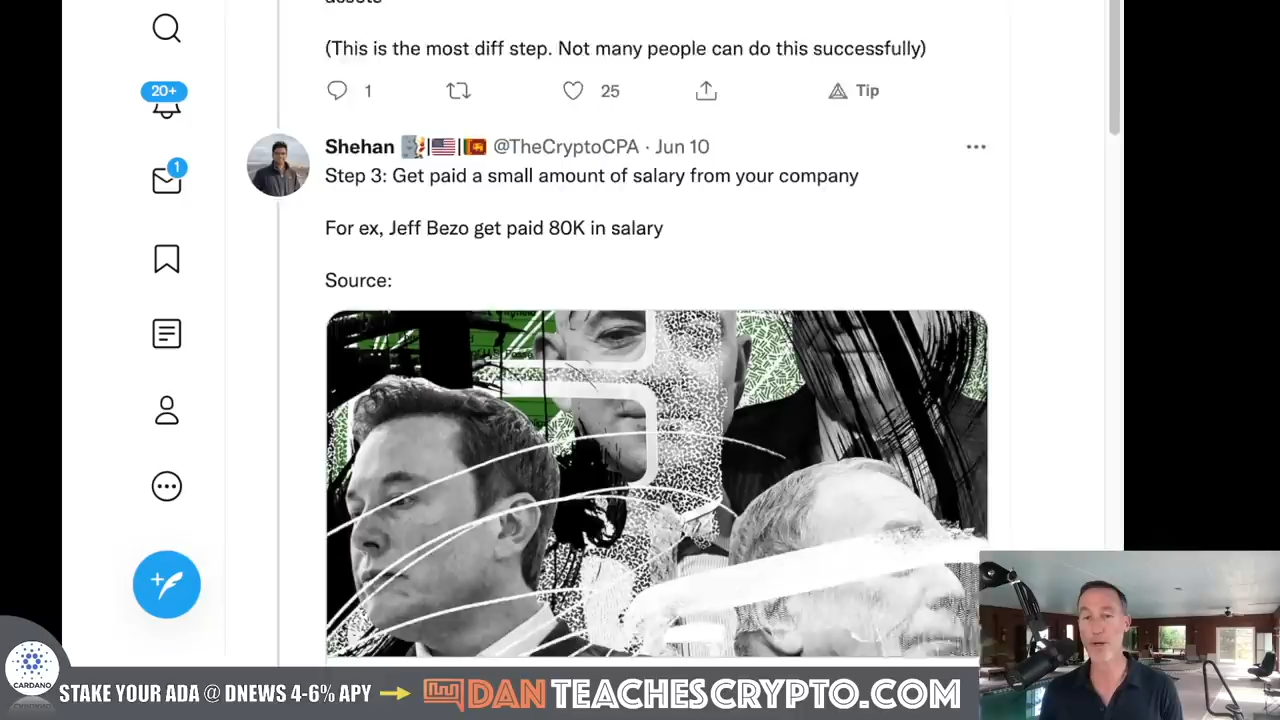 (This is the most diff step. Not many people can do this successfully)
20+
1
25
Tip
Shehan @TheCryptoCPA · Jun 10
1
Step 3: Get paid a small amount of salary from your company
For ex, Jeff Bezo get paid 80K in salary
Source:
CARDANO
STAKE YOUR ADA @ DNEWS 4-6% APY
DANTEACHESCRYPTO.COM